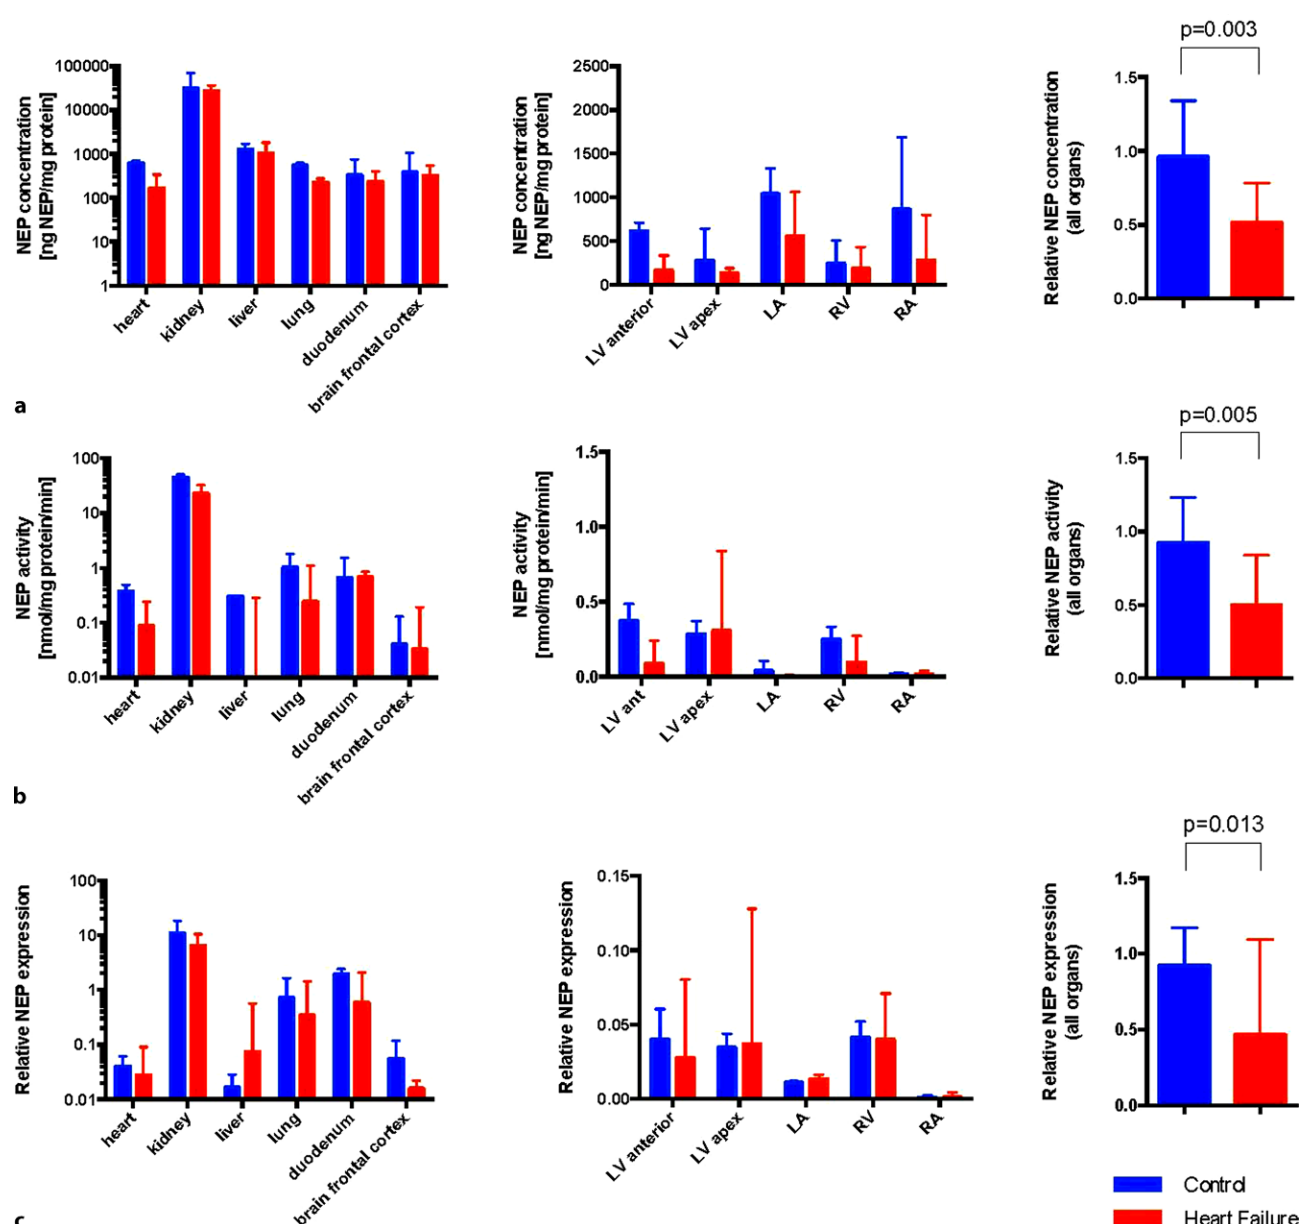 p=0.003
NEP concentration
[ng NEP/mg protein]
100000
10000
1000
100
10
1
heart
kidney
liver
lung
duodenum
brain frontal cortex
NEP concentration
[ng NEP/mg protein]
2500
2000
1500
1000
500
0
LV anterior
LV apex
LA
RV
RA
Relative NEP concentration
(all organs)
1.5
1.0
0.5
0.0
a
p=0.005
NEP activity
[nmol/mg protein/min]
100
10
1
0.1
0.01
heart
kidney
liver
lung
duodenum
brain frontal cortex
NEP activity
[nmol/mg protein/min]
1.5
1.0
0.5
0.0
LV ant
LV apex
LA
RV
RA
Relative NEP activity
(all organs)
1.5
1.0
0.5
0.0
b
p=0.013
Relative NEP expression
100
10
1
0.1
0.01
heart
kidney
liver
lung
duodenum
brain frontal cortex
Relative NEP expression
0.15
0.10
0.05
0.00
LV anterior
LV apex
LA
RV
RA
Relative NEP expression
(all organs)
1.5
1.0
0.5
0.0
Control
Heart Failure
c